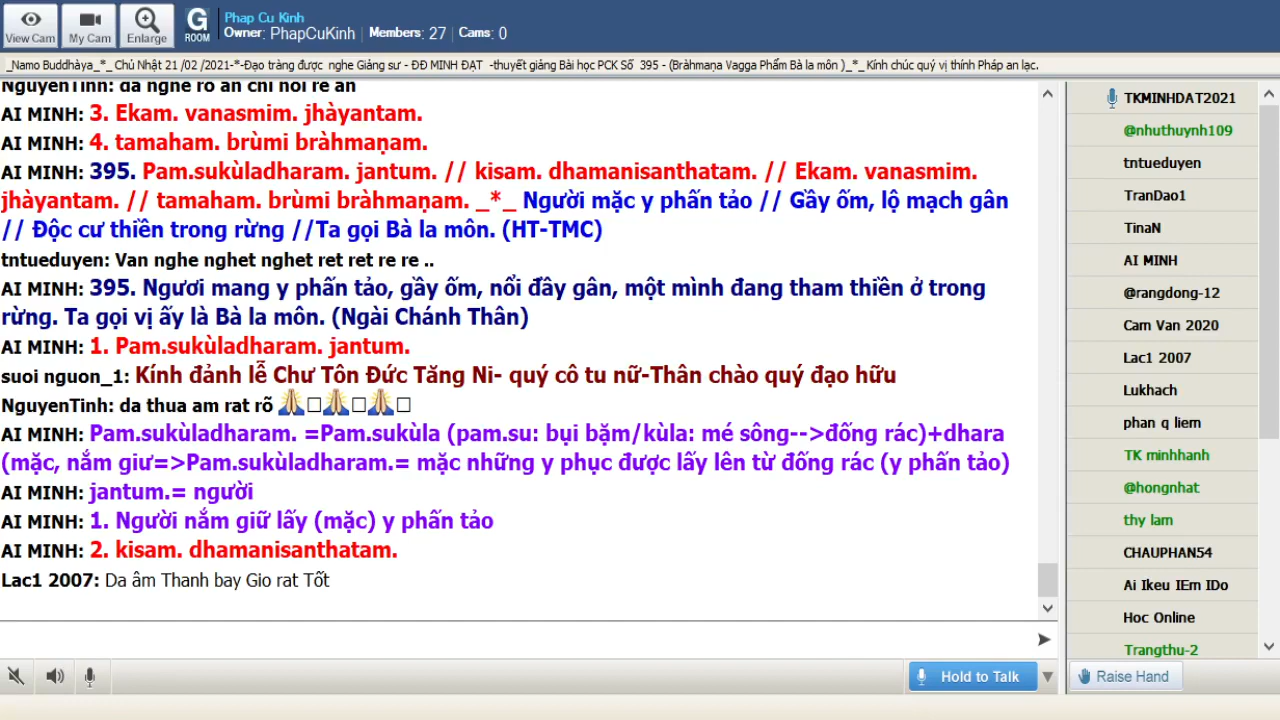 View Cam
My Cam
Enlarge
G
ROOM
Phap Cu Kinh
Owner: PhapCuKinh | Members: 27 | Cams: 0
_Namo Buddhàya_*_ Chủ Nhật 21 /02 /2021-*-Đạo tràng được nghe Giảng sư - ĐĐ MINH ĐẠT -thuyết giảng Bài học PCK Số 395 - (Bràhmaṇa Vagga Phẩm Bà la môn )_*_Kính chúc quý vị thính Pháp an lạc.
NguyenTinh: da nghe ro an chi noi re an
AI MINH: 3. Ekam. vanasmim. jhàyantam.
AI MINH: 4. tamaham. brùmi bràhmaṇam.
AI MINH: 395. Pam.sukùladharam. jantum. // kisam. dhamanisanthatam. // Ekam. vanasmim.
jhàyantam. // tamaham. brùmi bràhmaṇam. _*_ Người mặc y phấn tảo // Gầy ốm, lộ mạch gân
// Độc cư thiền trong rừng //Ta gọi Bà la môn. (HT-TMC)
tntueduyen: Van nghe nghet nghet ret ret re re ..
AI MINH: 395. Ngươi mang y phấn tảo, gầy ốm, nổi đầy gân, một mình đang tham thiền ở trong
rừng. Ta gọi vị ấy là Bà la môn. (Ngài Chánh Thân)
AI MINH: 1. Pam.sukùladharam. jantum.
suoi nguon_1: Kính đảnh lễ Chư Tôn Đức Tăng Ni- quý cô tu nữ-Thân chào quý đạo hữu
NguyenTinh: da thua am rat rõ 🙏□🙏□🙏□
AI MINH: Pam.sukùladharam. =Pam.sukùla (pam.su: bụi bặm/kùla: mé sông-->đống rác)+dhara
(mặc, nắm giư=>Pam.sukùladharam.= mặc những y phục được lấy lên từ đống rác (y phấn tảo)
AI MINH: jantum.= người
AI MINH: 1. Người nắm giữ lấy (mặc) y phấn tảo
AI MINH: 2. kisam. dhamanisanthatam.
Lac1 2007: Da âm Thanh bay Gio rat Tốt
Hold to Talk
TKMINHDAT2021
@nhuthuynh109
tntueduyen
TranDao1
TinaN
AI MINH
@rangdong-12
Cam Van 2020
Lac1 2007
Lukhach
phan q liem
TK minhhanh
@hongnhat
thy lam
CHAUPHAN54
Ai Ikeu IEm IDo
Hoc Online
Trangthu-2
Raise Hand